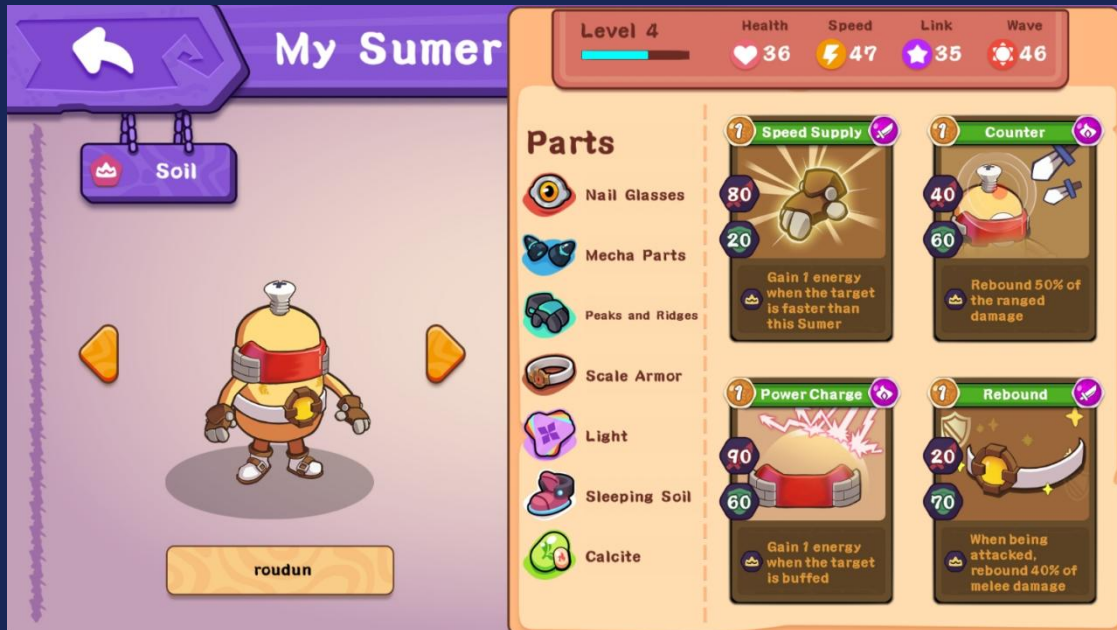 My Sumer
Soil
roudun
Level 4
Health
36
Speed
47
Link
35
Wave
46
Parts
Nail Glasses
Mecha Parts
Peaks and Ridges
Scale Armor
Light
Sleeping Soil
Calcite
1
Speed Supply
80
20
Gain 1 energy
when the target
is faster than
this Sumer
1
Counter
40
60
Rebound 50% of
the ranged
damage
1
Power Charge
90
60
Gain 1 energy
when the target
is buffed
1
Rebound
20
70
When being
attacked,
rebound 40% of
melee damage